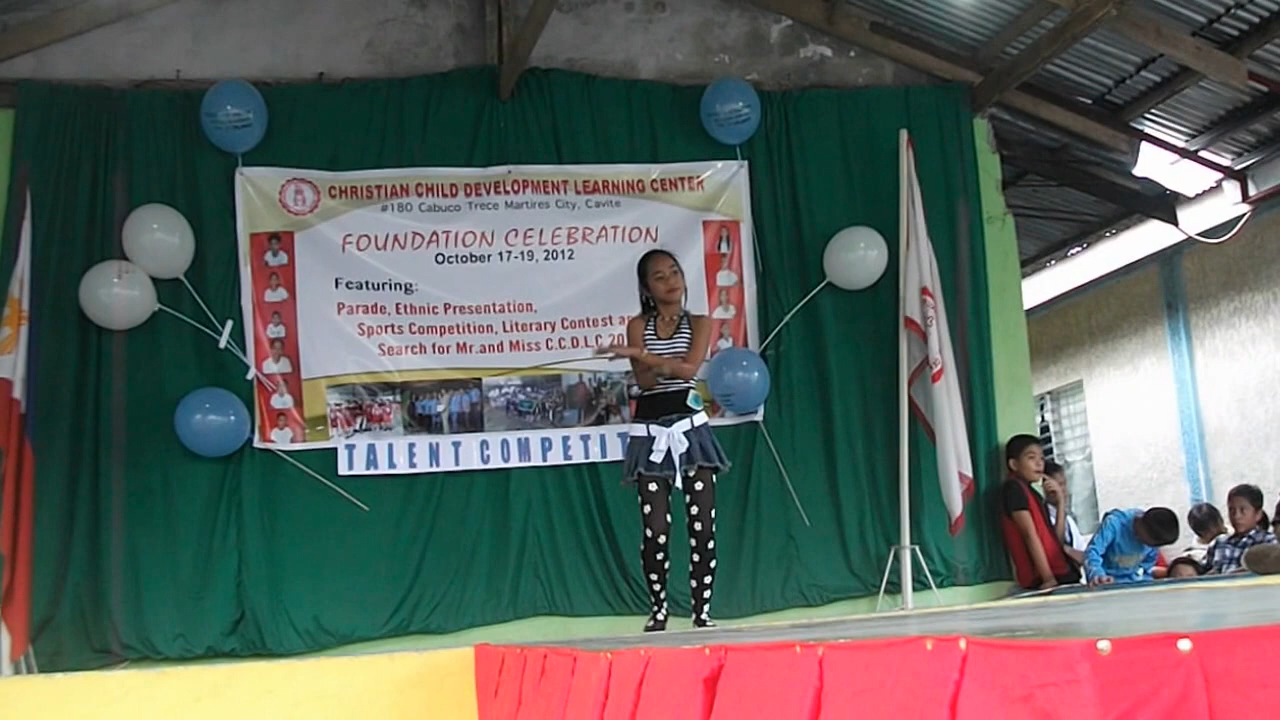 CHRISTIAN CHILD DEVELOPMENT LEARNING CENTER
#180 Cabuco Trece Martires City, Cavite
FOUNDATION CELEBRATION
October 17-19, 2012
Featuring:
Parade, Ethnic Presentation,
Sports Competition, Literary Contest
Search for Mr.and Miss C.C.D.L.C
TALENT COMPETIT